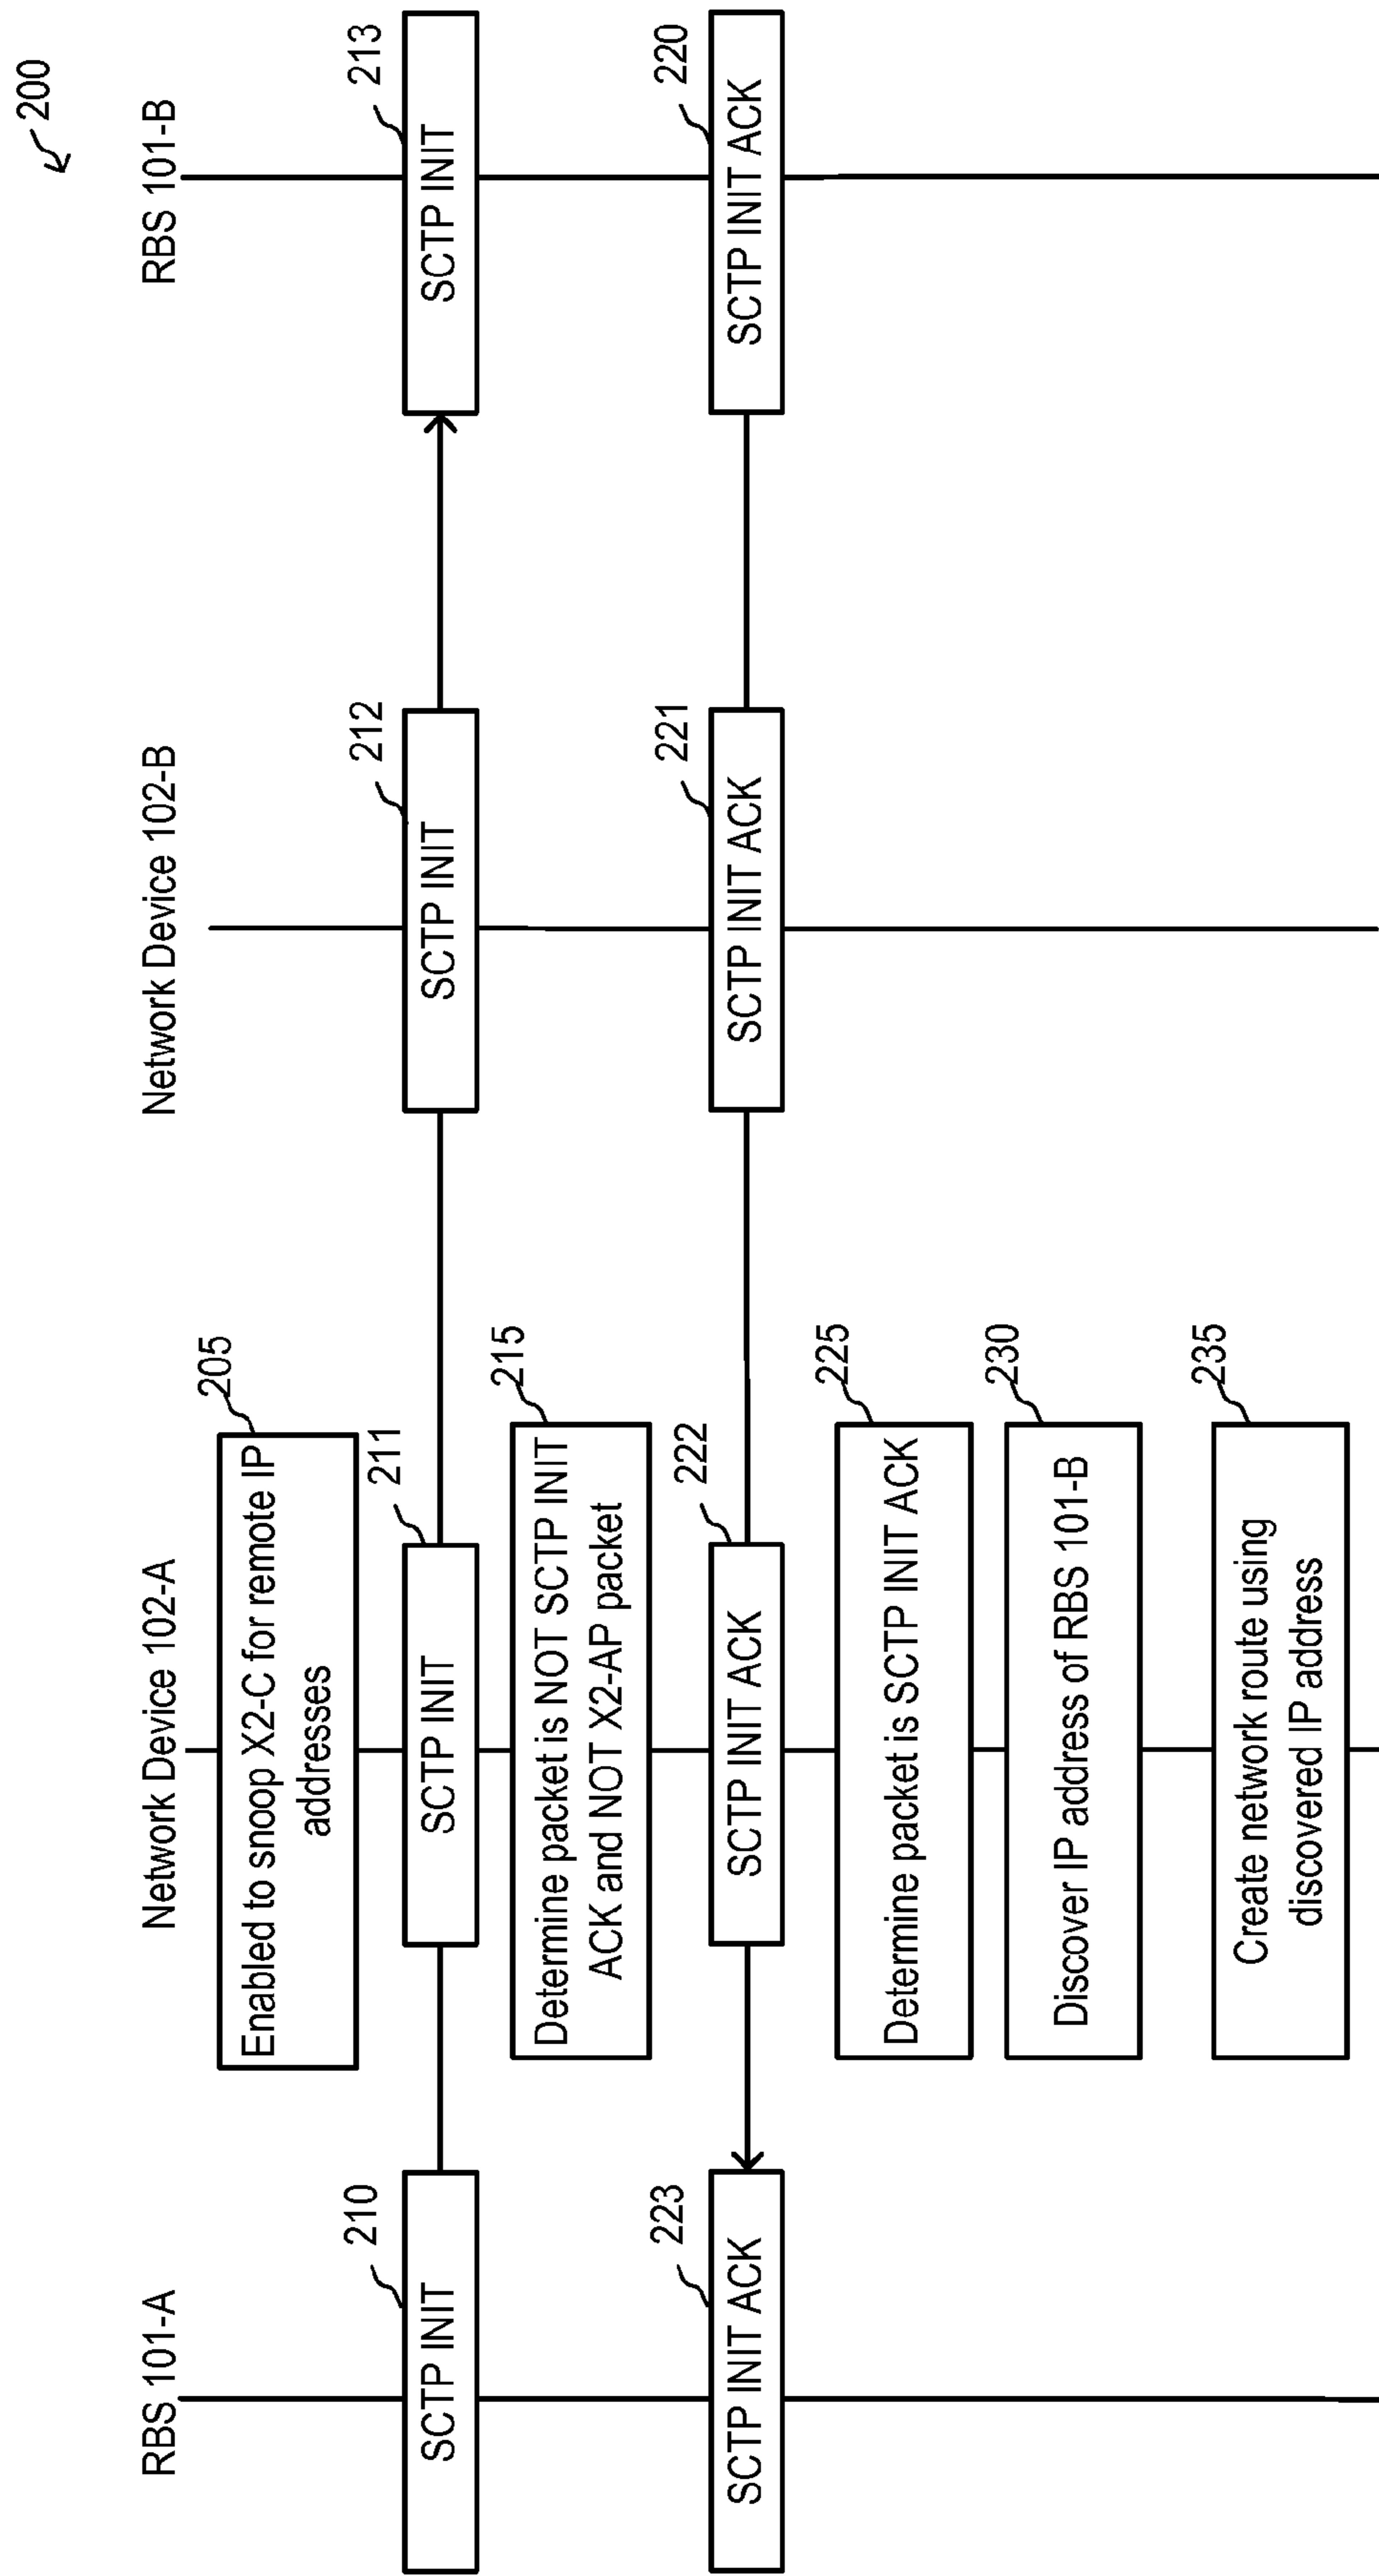 200
RBS 101-A
Network Device 102-A
Network Device 102-B
RBS 101-B
205
Enabled to snoop X2-C for remote IP
addresses
210
SCTP INIT
211
SCTP INIT
212
SCTP INIT
213
SCTP INIT
215
Determine packet is NOT SCTP INIT
ACK and NOT X2-AP packet
223
SCTP INIT ACK
222
SCTP INIT ACK
221
SCTP INIT ACK
220
SCTP INIT ACK
225
Determine packet is SCTP INIT ACK
230
Discover IP address of RBS 101-B
235
Create network route using
discovered IP address